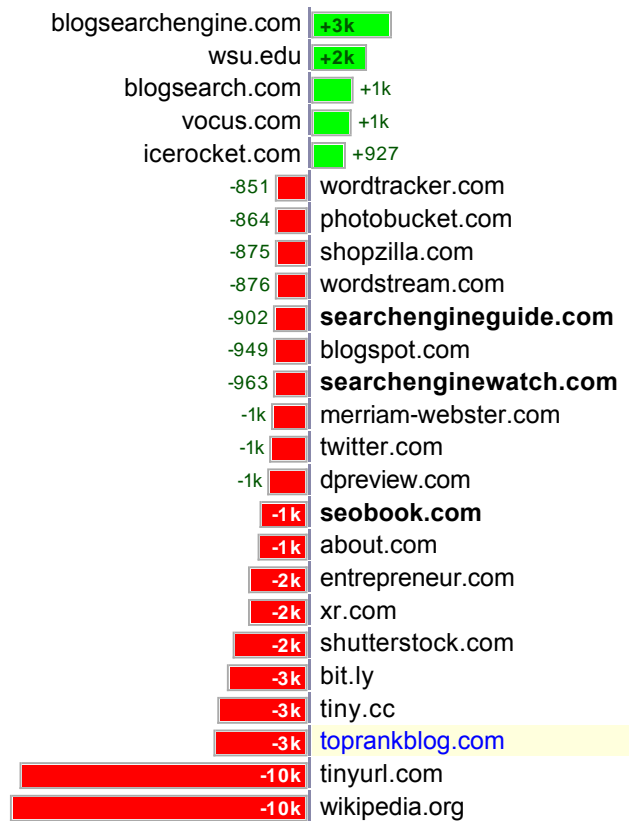 blogsearchengine.com +3k
wsu.edu +2k
blogsearch.com +1k
vocus.com +1k
icerocket.com +927
-851 wordtracker.com
-864 photobucket.com
-875 shopzilla.com
-876 wordstream.com
-902 searchengineguide.com
-949 blogspot.com
-963 searchenginewatch.com
-1k merriam-webster.com
-1k twitter.com
-1k dpreview.com
-1k seobook.com
-1k about.com
-2k entrepreneur.com
-2k xr.com
-2k shutterstock.com
-3k bit.ly
-3k tiny.cc
-3k toprankblog.com
-10k tinyurl.com
-10k wikipedia.org